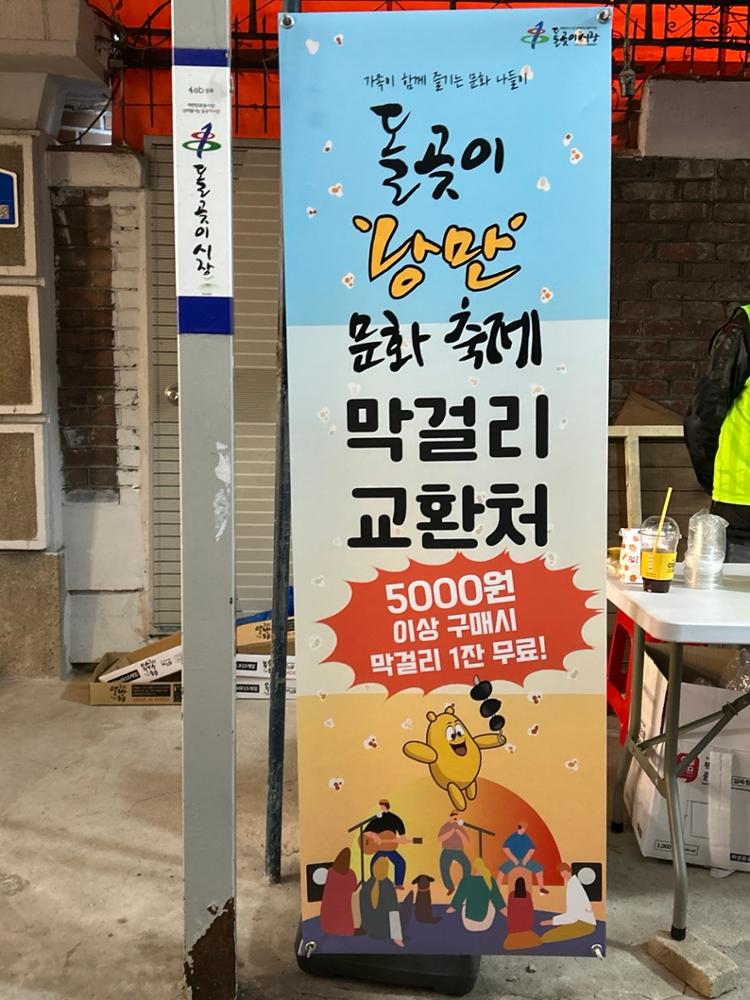 돌곶이시장
가족이 함께 즐기는 문화 나들이
돌곶이
'낭만'
문화 축제
막걸리
교환처
5000원
이상 구매시
막걸리 1잔 무료!
돌곶이시장